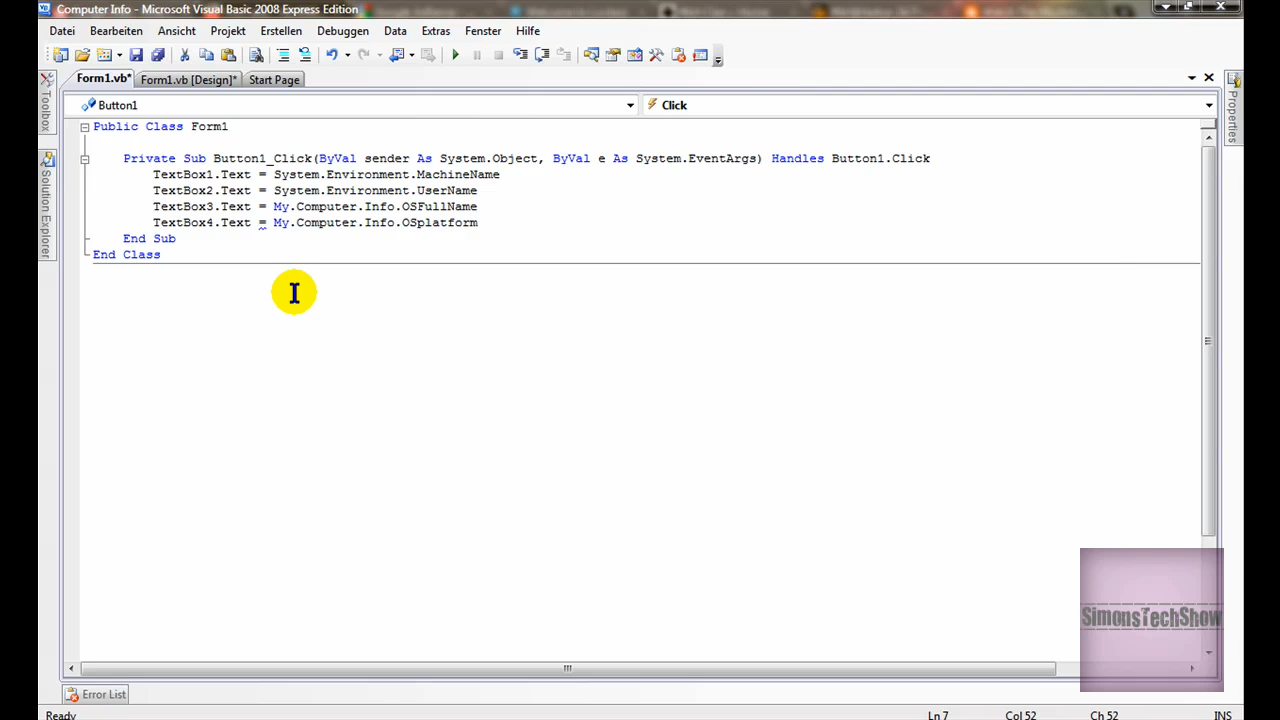 Computer Info - Microsoft Visual Basic 2008 Express Edition
Datei Bearbeiten Ansicht Projekt Erstellen Debuggen Data Extras Fenster Hilfe
Form1.vb* Form1.vb [Design]* Start Page
Toolbox
Solution Explorer
Properties
Button1 Click
Public Class Form1
Private Sub Button1_Click(ByVal sender As System.Object, ByVal e As System.EventArgs) Handles Button1.Click
TextBox1.Text = System.Environment.MachineName
TextBox2.Text = System.Environment.UserName
TextBox3.Text = My.Computer.Info.OSFullName
TextBox4.Text = My.Computer.Info.OSplatform
End Sub
End Class
SimonsTechShow
Error List
Ready Ln 7 Col 52 Ch 52 INS